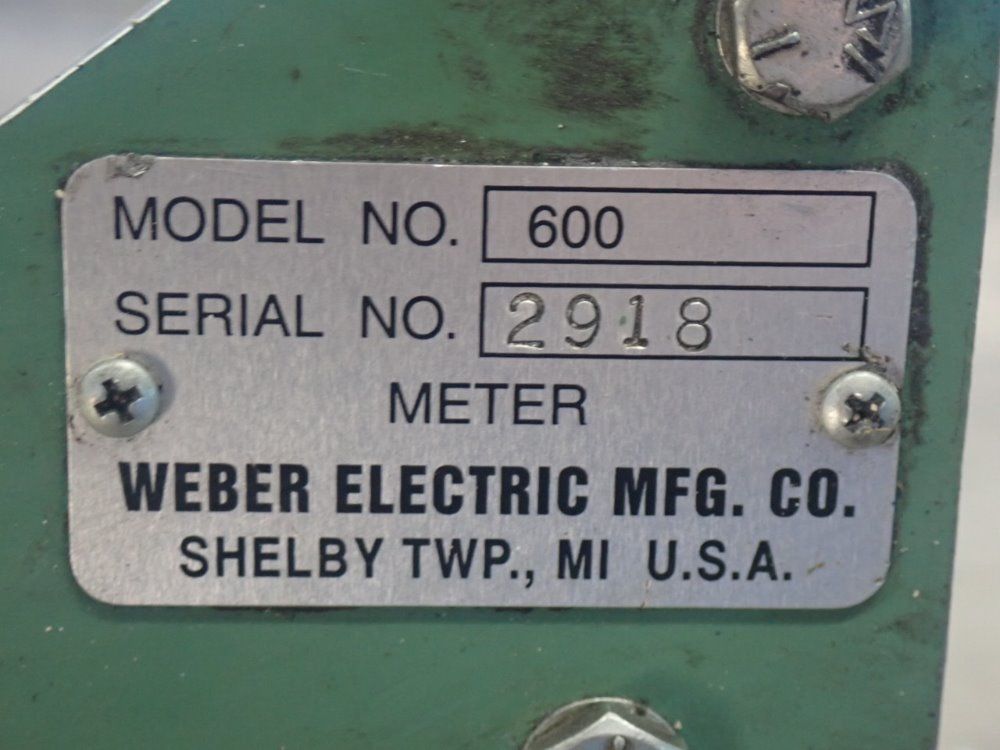 MODEL NO. 600
SERIAL NO. 2918
METER
WEBER ELECTRIC MFG. CO.
SHELBY TWP., MI U.S.A.